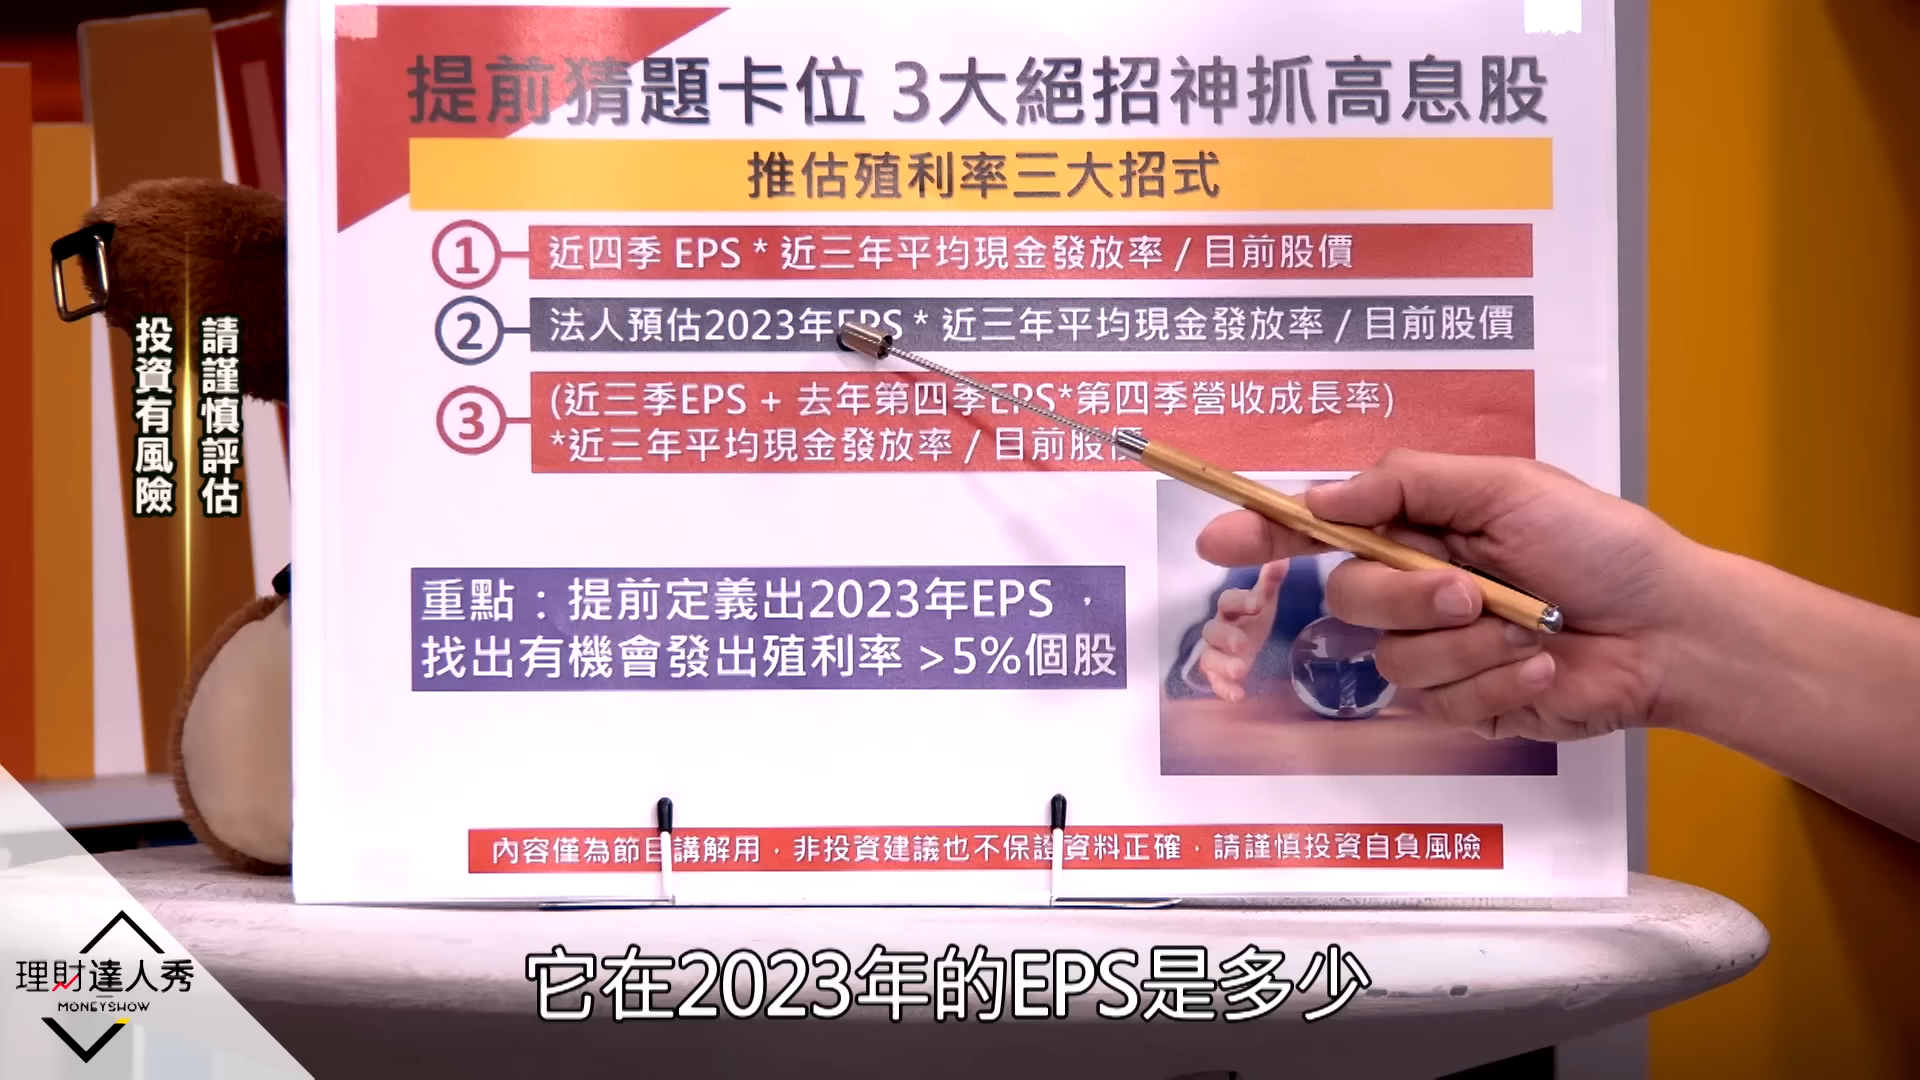 提前猜題卡位 3大絕招神抓高息股
推估殖利率三大招式
1 近四季 EPS * 近三年平均現金發放率 / 目前股價
2 法人預估2023年EPS * 近三年平均現金發放率 / 目前股價
3 (近三季EPS + 去年第四季EPS*第四季營收成長率)
*近三年平均現金發放率 / 目前股價
重點：提前定義出2023年EPS，
找出有機會發出殖利率 >5%個股
內容僅為節目講解用，非投資建議也不保證資料正確，請謹慎投資自負風險
請謹慎評估
投資有風險
理財達人秀
MONEYSHOW
它在2023年的EPS是多少